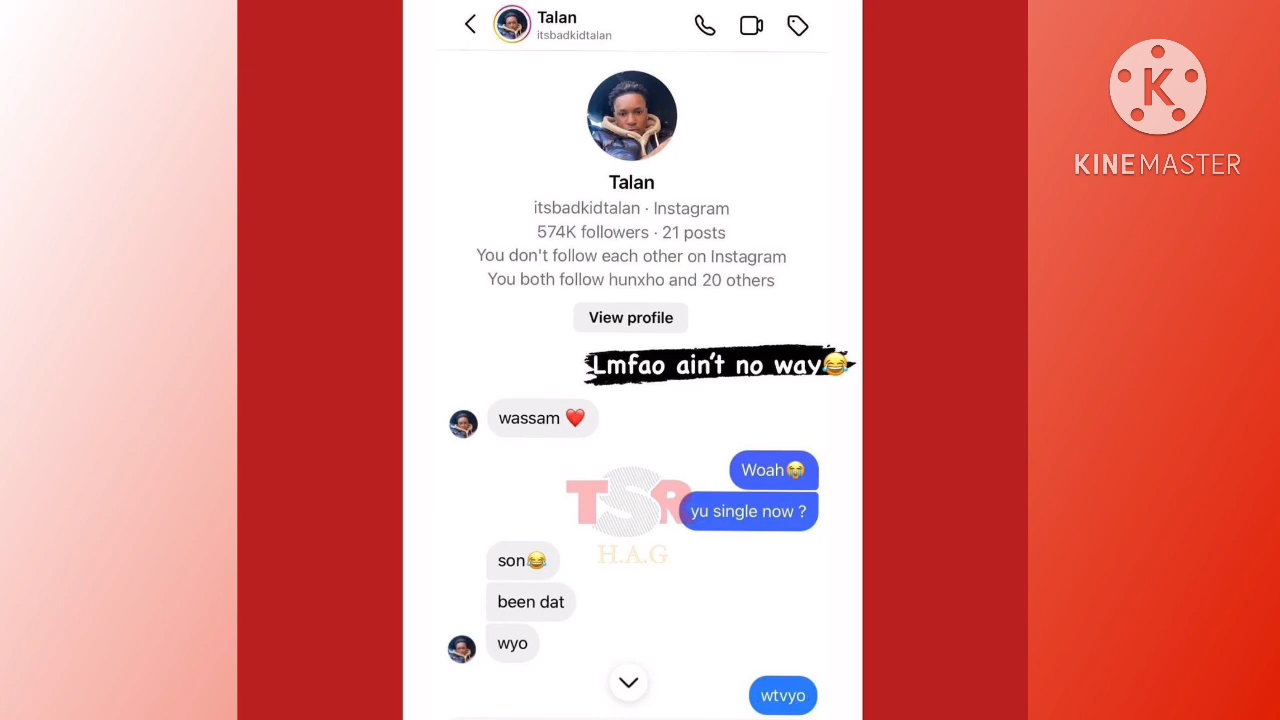 Talan
itsbadkidtalan
Talan
itsbadkidtalan · Instagram
574K followers · 21 posts
You don't follow each other on Instagram
You both follow hunxho and 20 others
View profile
Lmfao ain't no way😂
wassam ❤️
Woah😭
yu single now ?
TSR
H.A.G
son😂
been dat
wyo
wtvyo
K
KINEMASTER